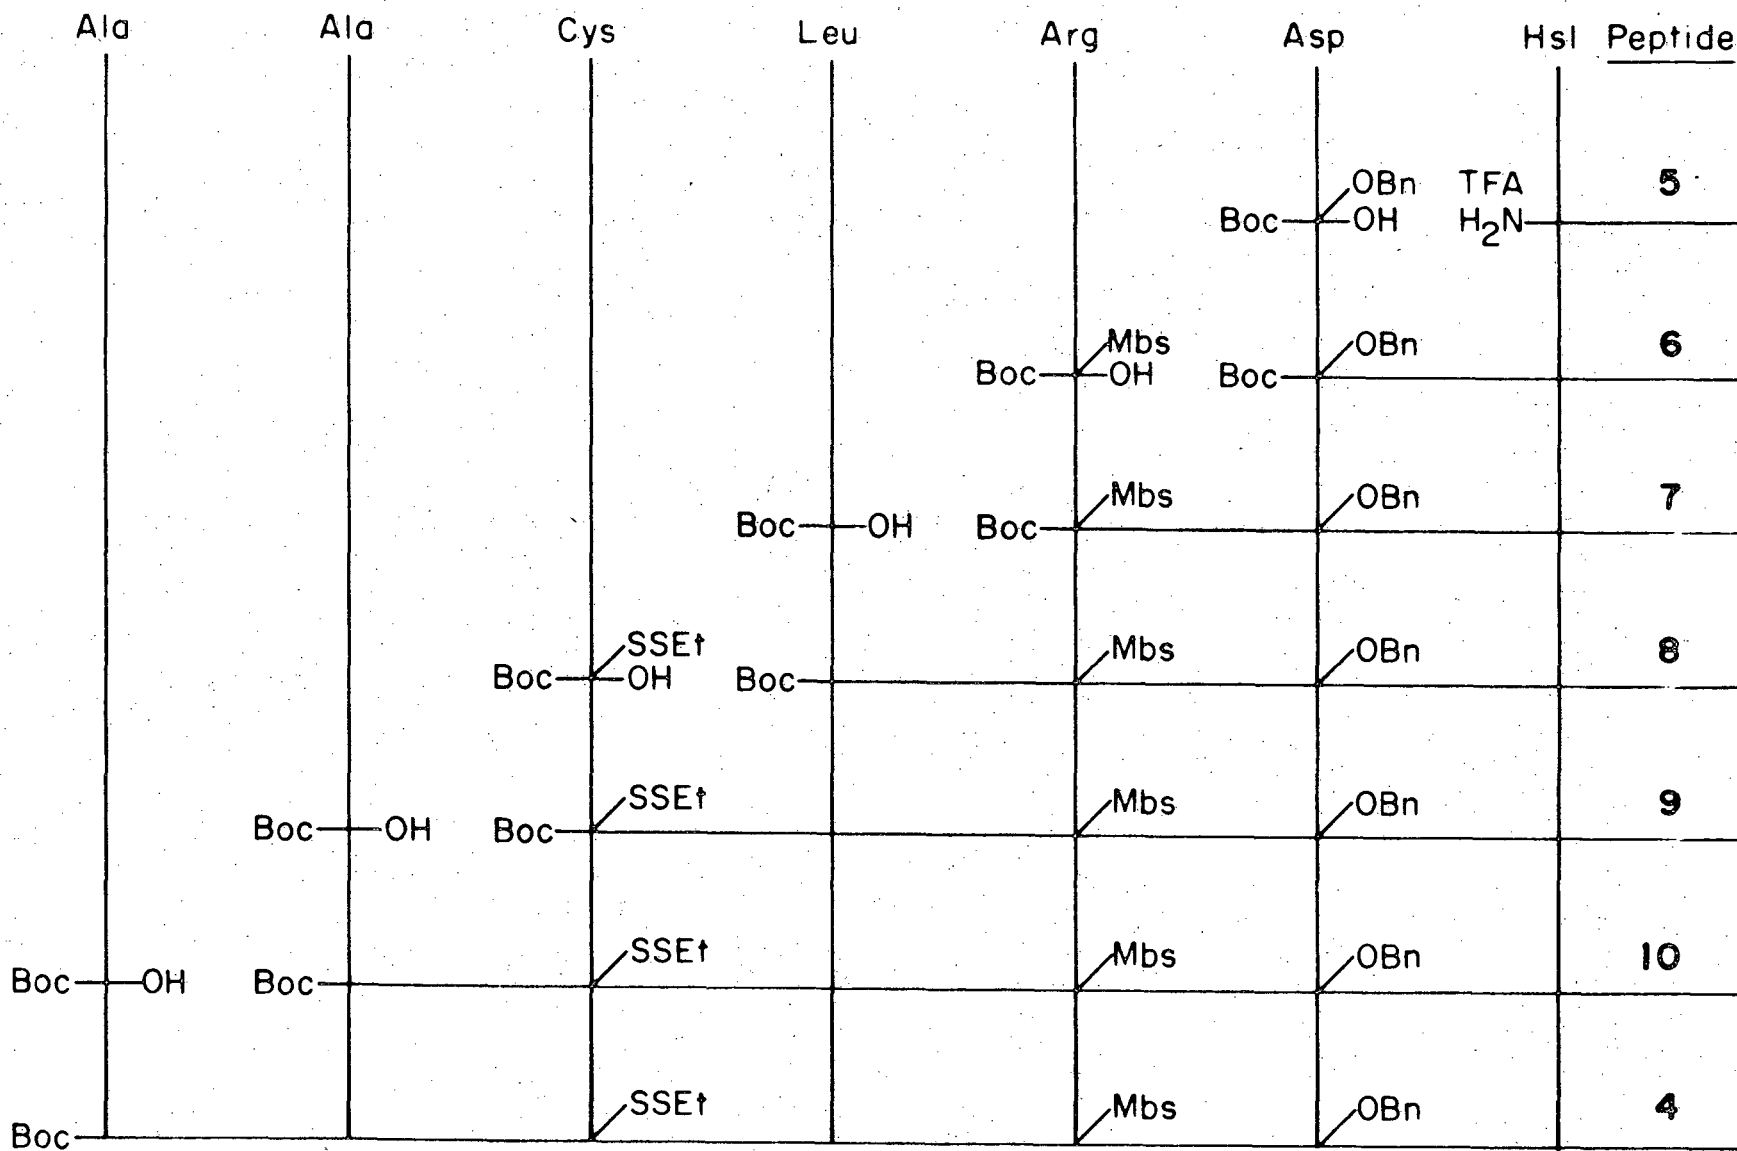 Ala Ala Cys Leu Arg Asp Hsl Peptide
OBn TFA 5
Boc OH H2N
Mbs OBn 6
Boc OH Boc
Mbs OBn 7
Boc OH Boc
SSEt Mbs OBn 8
Boc OH Boc
SSEt Mbs OBn 9
Boc OH Boc
SSEt Mbs OBn 10
Boc OH Boc
SSEt Mbs OBn 4
Boc